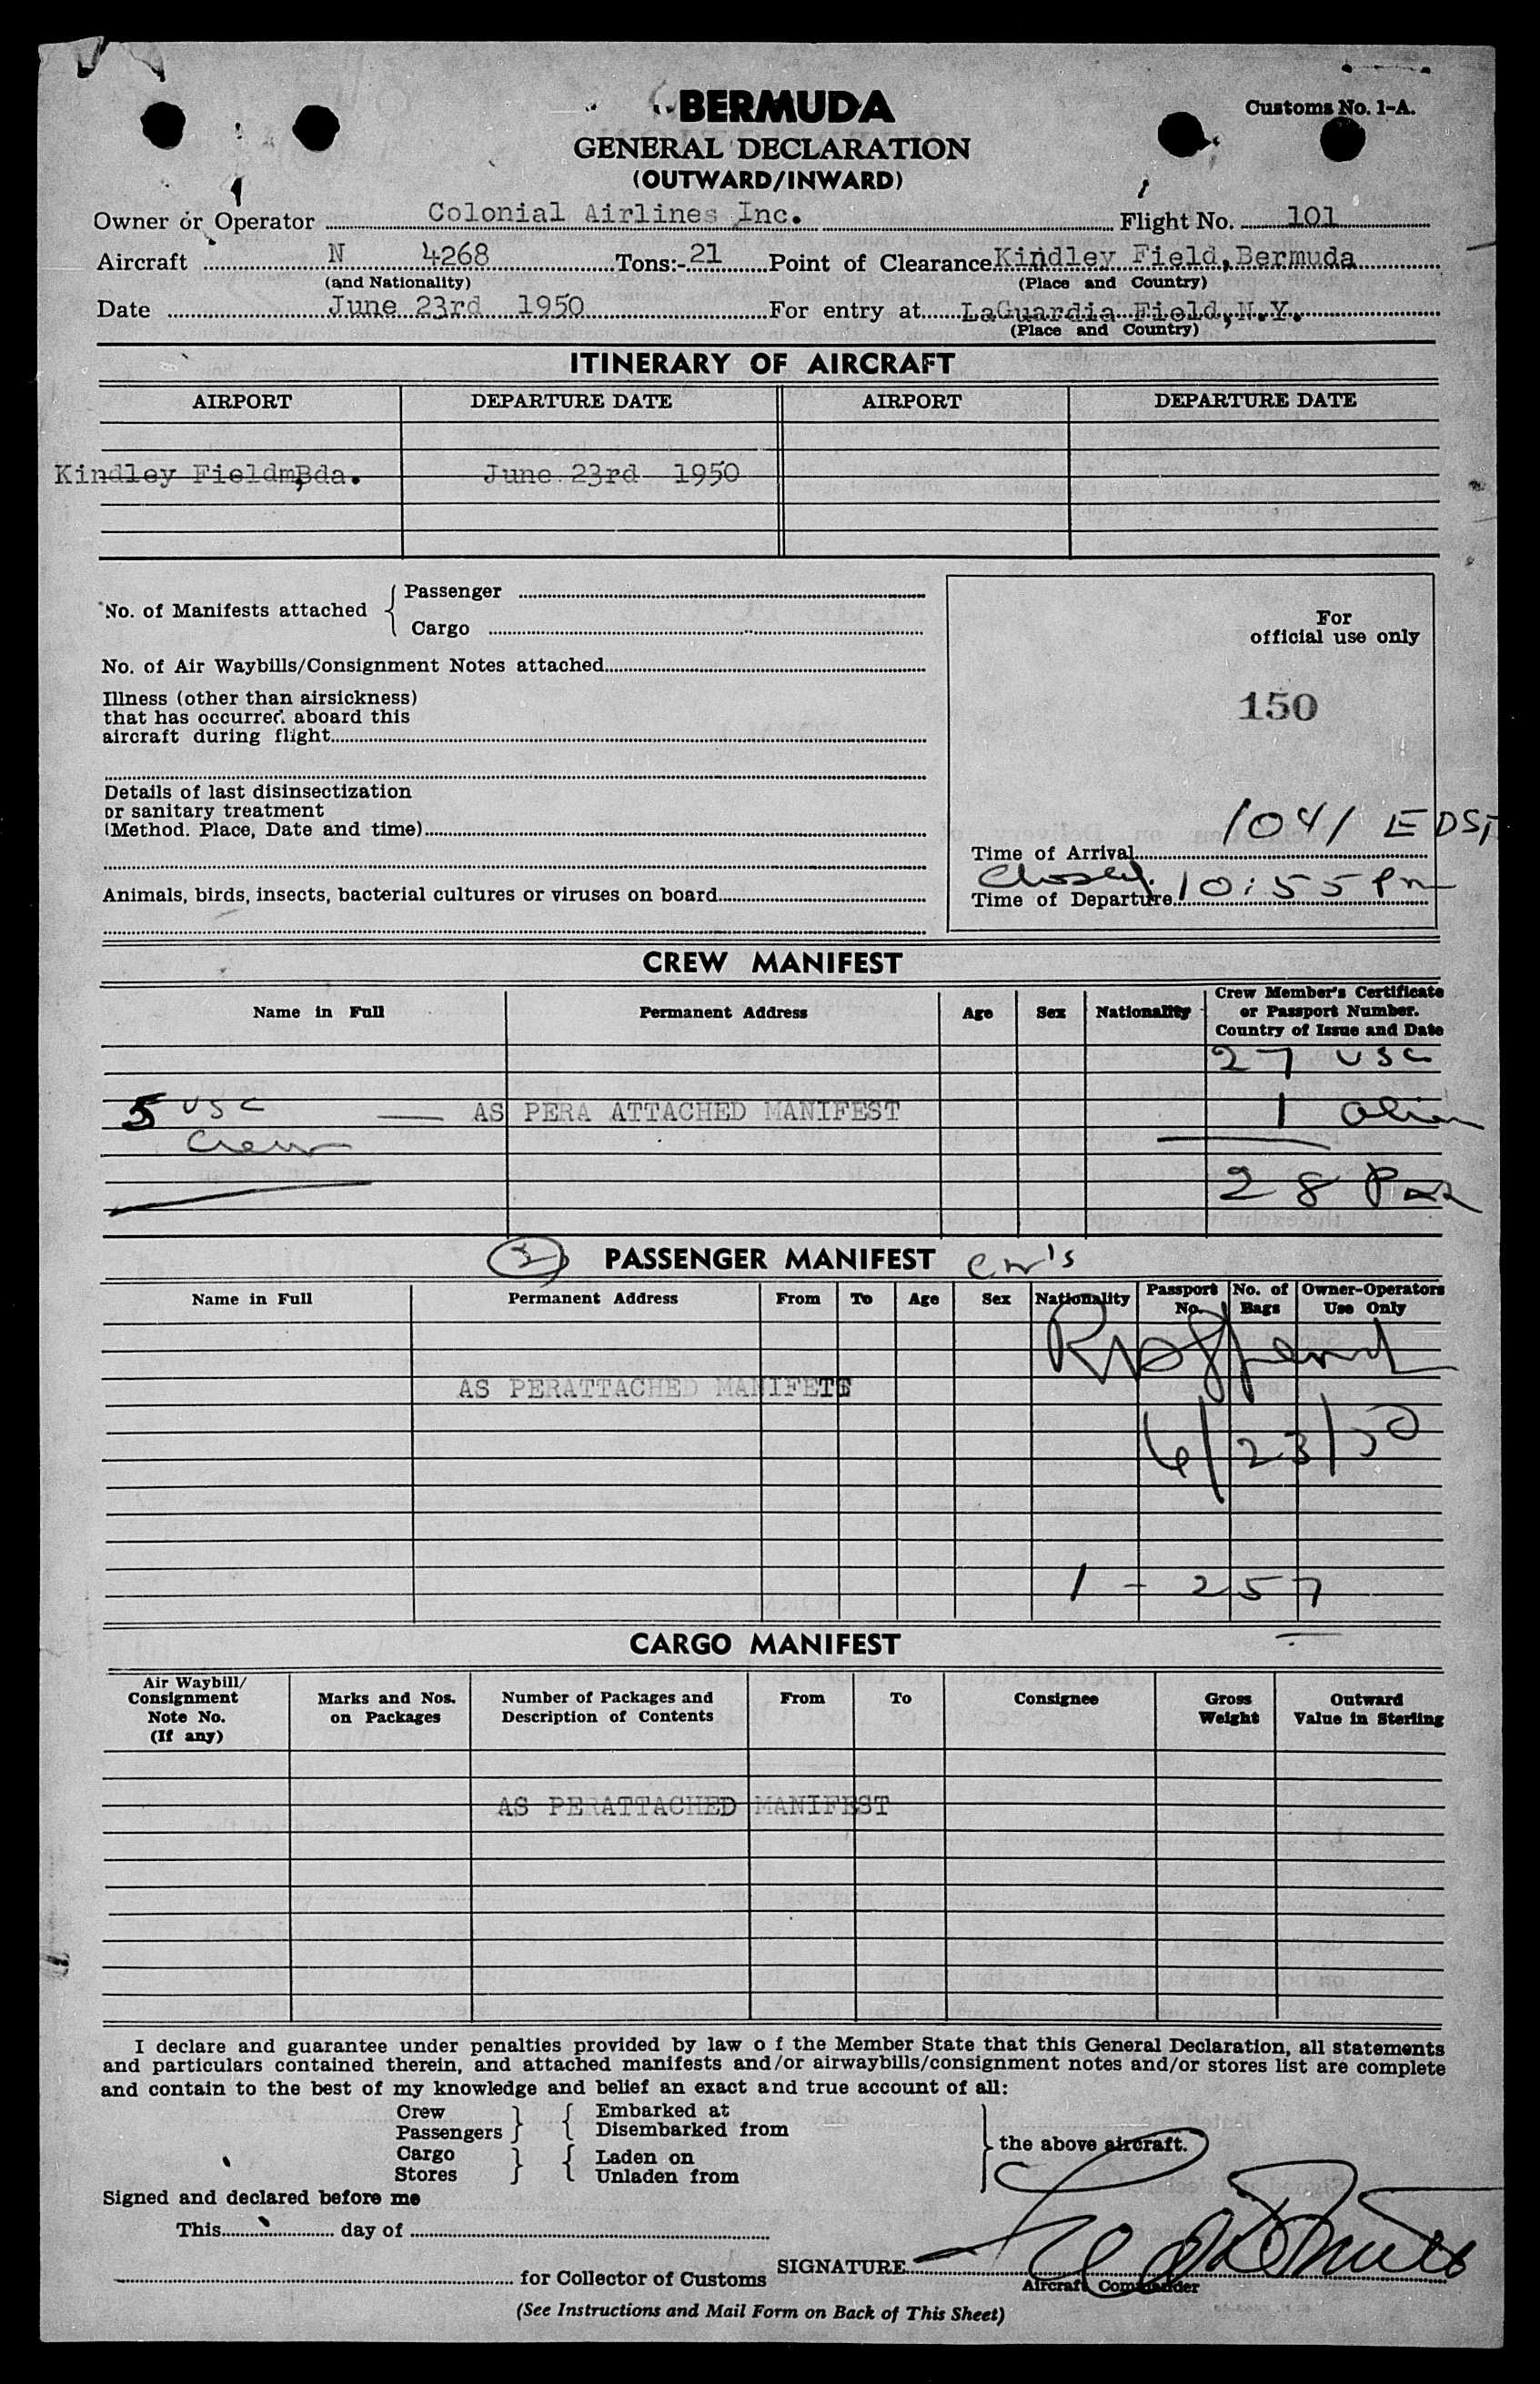 BERMUDA
Customs No. 1-A.
GENERAL DECLARATION
(OUTWARD/INWARD)
Owner or Operator Colonial Airlines Inc. Flight No. 101
Aircraft N 4268 Tons:- 21 Point of Clearance Kindley Field, Bermuda
(and Nationality) (Place and Country)
Date June 23rd 1950 For entry at LaGuardia Field, N.Y.
(Place and Country)
ITINERARY OF AIRCRAFT
AIRPORT DEPARTURE DATE AIRPORT DEPARTURE DATE
Kindley Fieldm,Bda. June 23rd 1950
No. of Manifests attached { Passenger
Cargo
For
official use only
No. of Air Waybills/Consignment Notes attached
Illness (other than airsickness)
that has occurred aboard this
aircraft during flight
150
Details of last disinsectization
or sanitary treatment
(Method. Place, Date and time)
1041 EDST
Time of Arrival
Closed. 10:55 Pm
Animals, birds, insects, bacterial cultures or viruses on board
Time of Departure
CREW MANIFEST
Name in Full Permanent Address Age Sex Nationality Crew Member's Certificate
or Passport Number.
Country of Issue and Date
27 USC
5 USC — AS PERA ATTACHED MANIFEST 1 alien
Crew
28 Pax
PASSENGER MANIFEST
Name in Full Permanent Address From To Age Sex Nationality Passport
No. No. of
Bags Owner-Operators
Use Only
AS PERATTACHED MANIFETS
6/23/50
1 - 257
CARGO MANIFEST
Air Waybill/
Consignment
Note No.
(If any) Marks and Nos.
on Packages Number of Packages and
Description of Contents From To Consignee Gross
Weight Outward
Value in Sterling
AS PERATTACHED MANIFEST
I declare and guarantee under penalties provided by law o f the Member State that this General Declaration, all statements
and particulars contained therein, and attached manifests and/or airwaybills/consignment notes and/or stores list are complete
and contain to the best of my knowledge and belief an exact and true account of all:
Crew
Passengers } { Embarked at
Disembarked from
the above aircraft.
Cargo
Stores } { Laden on
Unladen from
Signed and declared before me
This day of
for Collector of Customs SIGNATURE
Aircraft Commander
(See Instructions and Mail Form on Back of This Sheet)